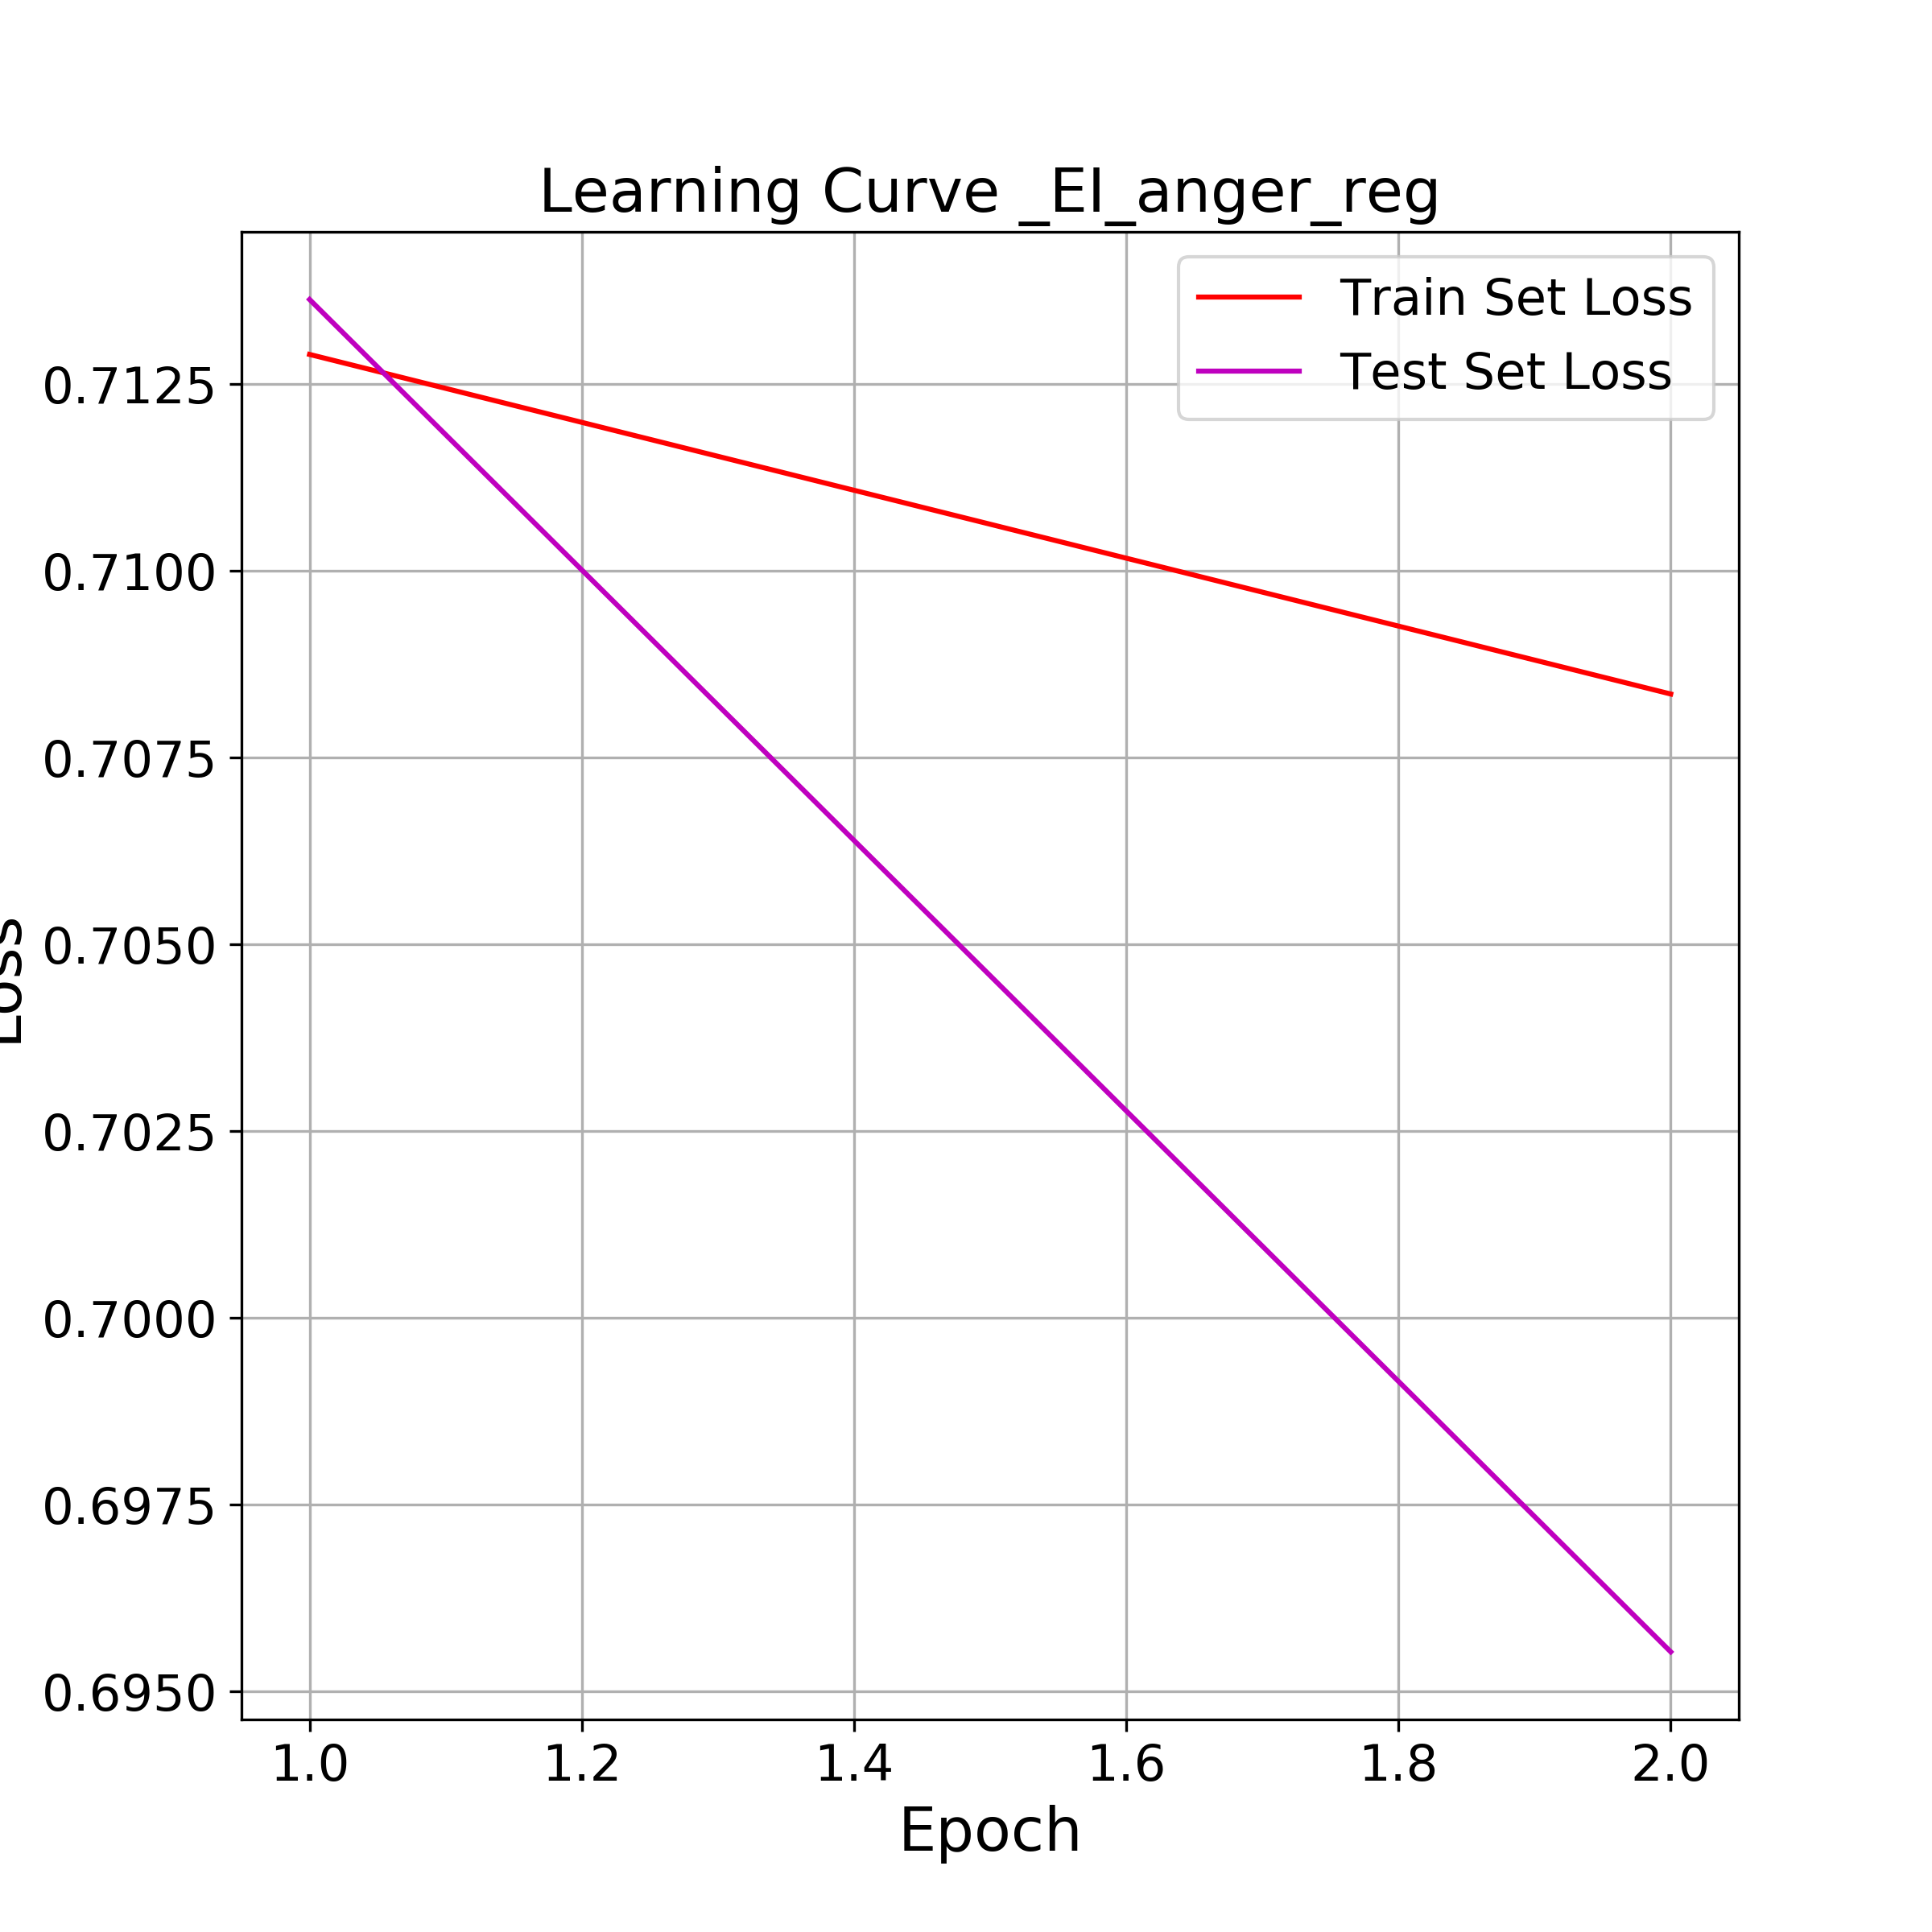 Learning Curve _EI_anger_reg
Train Set Loss
Test Set Loss
0.7125
0.7100
0.7075
0.7050
0.7025
0.7000
0.6975
0.6950
Loss
1.0 1.2 1.4 1.6 1.8 2.0
Epoch